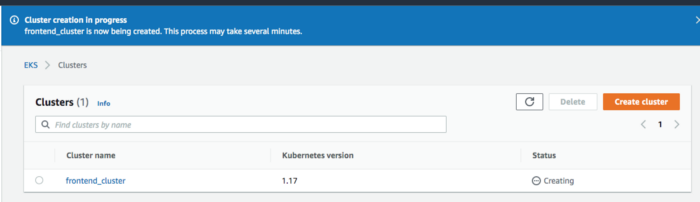 Cluster creation in progress
frontend_cluster is now being created. This process may take several minutes.
EKS > Clusters
Clusters (1) Info
Delete
Create cluster
Find clusters by name
1
Cluster name Kubernetes version Status
frontend_cluster 1.17 Creating